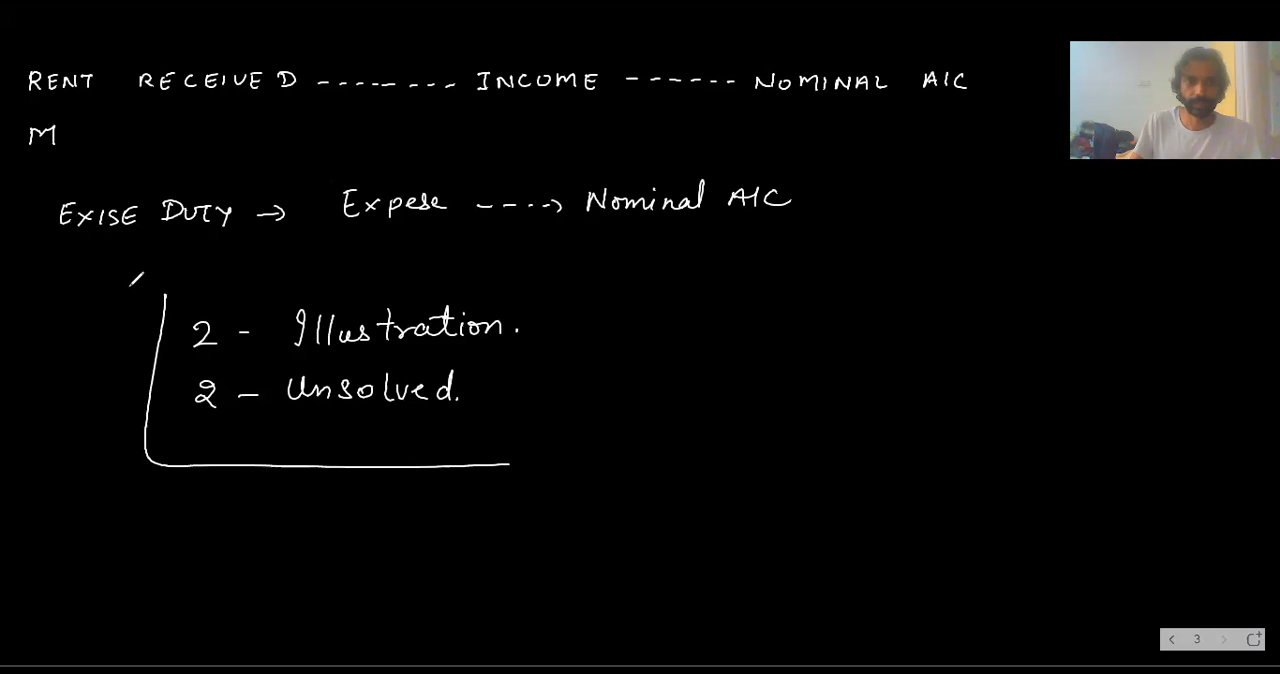 RENT RECEIVED --------- INCOME ------ NOMINAL A/C
M
EXISE DUTY → Expese ----> Nominal A/C
2 - Illustration.
2 - Unsolved.
< 3 >